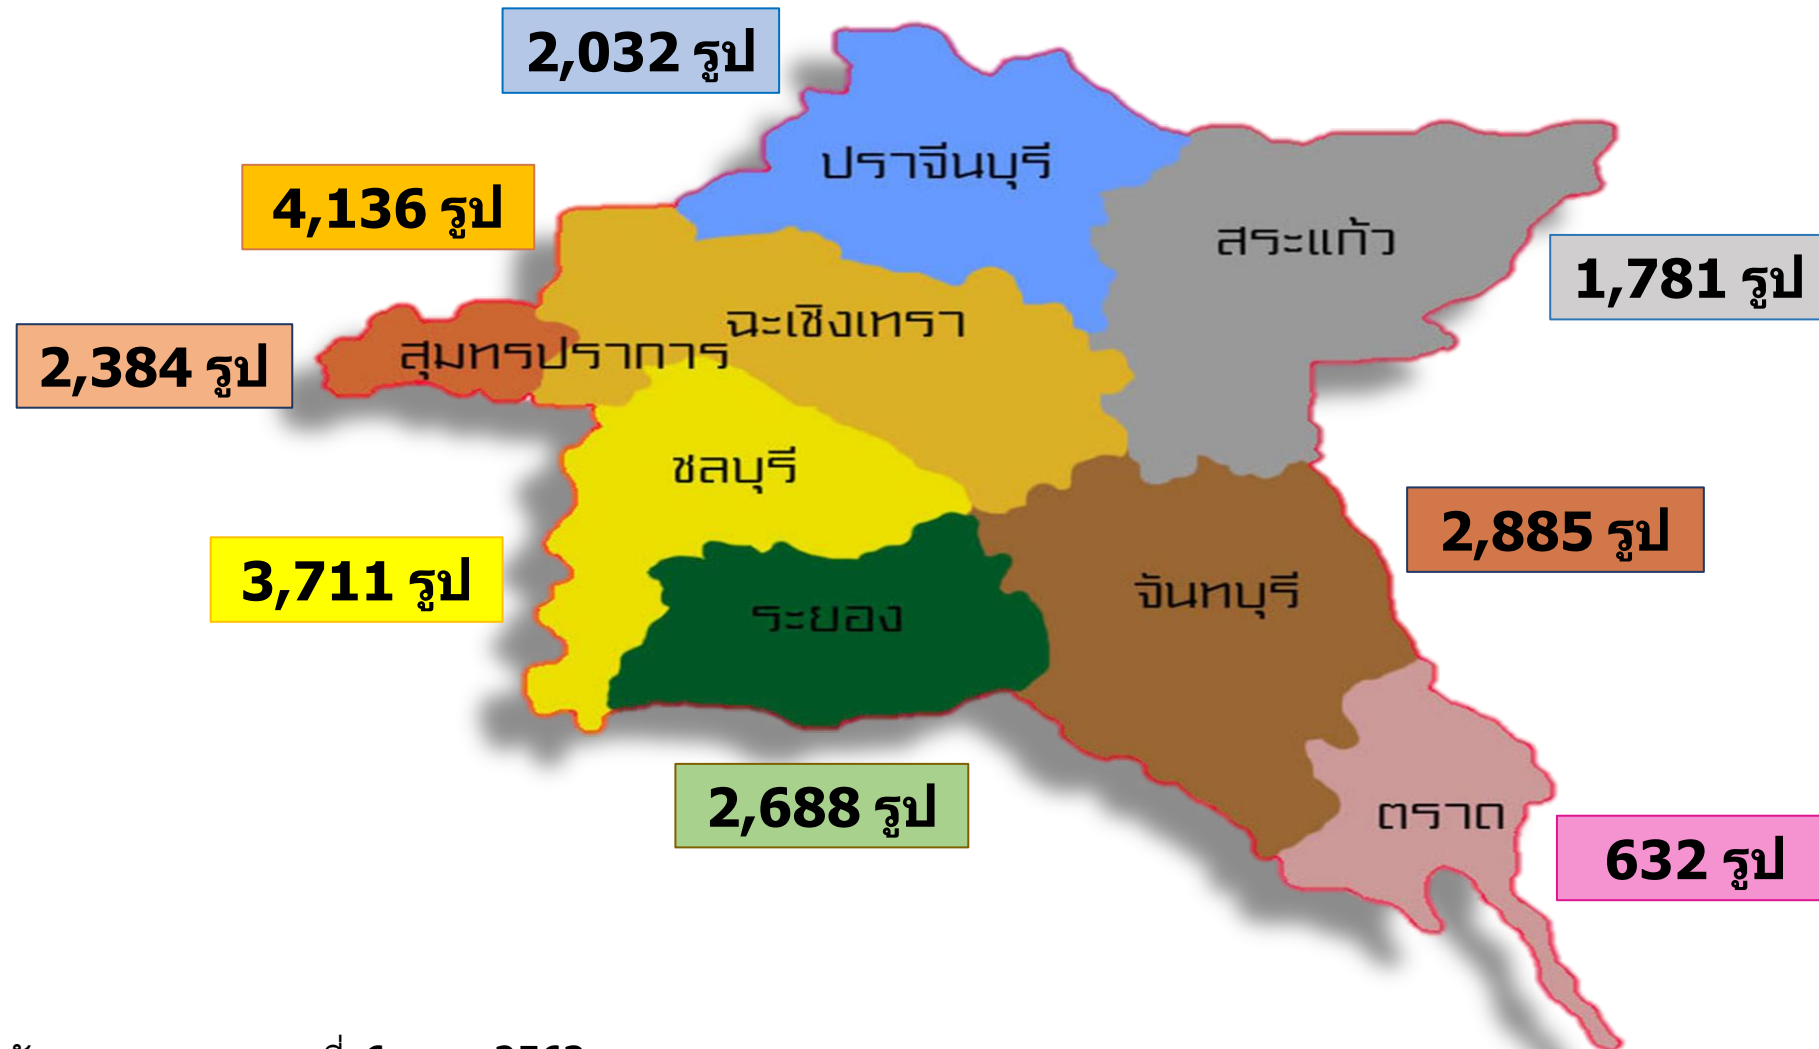 2,032 รูป
ปราจีนบุรี
4,136 รูป
สระแก้ว
1,781 รูป
ฉะเชิงเทรา
2,384 รูป
สุมทรปราการ
ชลบุรี
2,885 รูป
3,711 รูป
จันทบุรี
ระยอง
2,688 รูป
ตราด
632 รูป